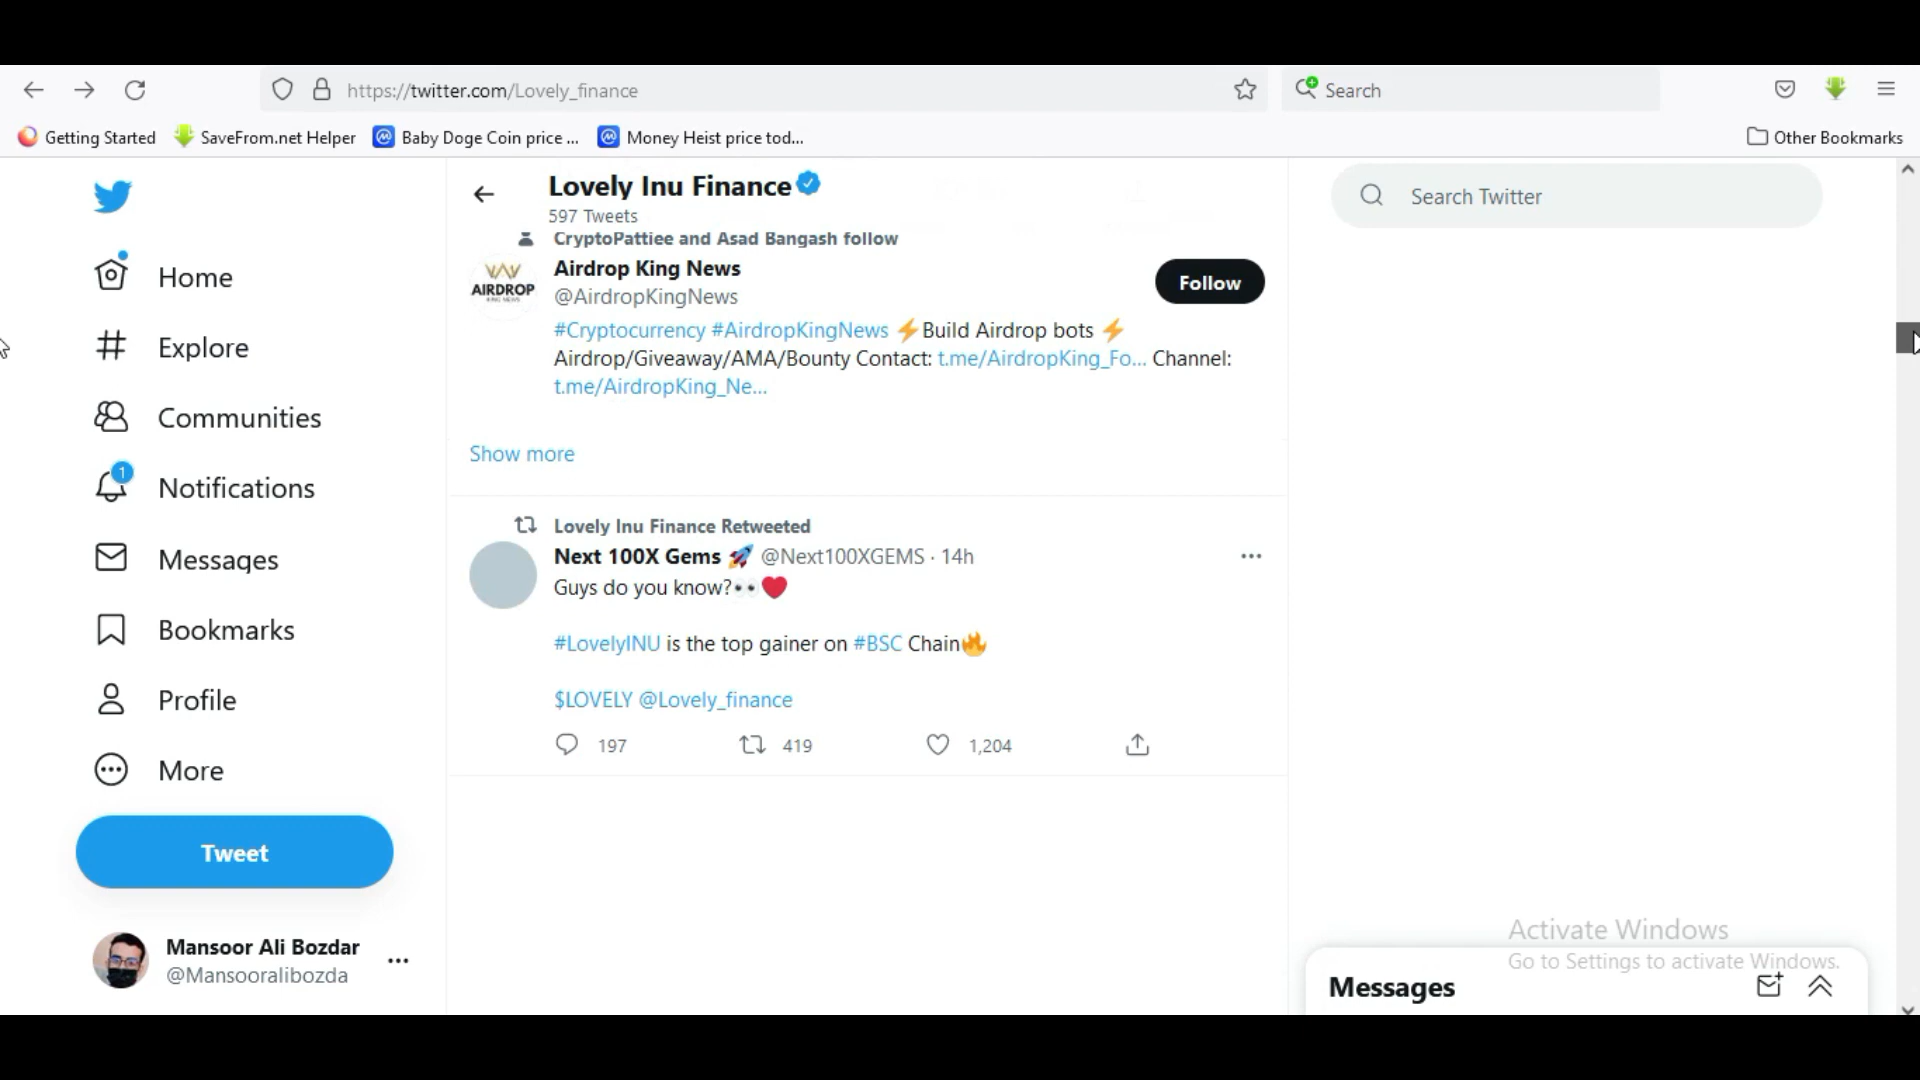 https://twitter.com/Lovely_finance
Search
Getting Started
SaveFrom.net Helper
Baby Doge Coin price ...
Money Heist price tod...
Other Bookmarks
Lovely Inu Finance
597 Tweets
Search Twitter
CryptoPattiee and Asad Bangash follow
AIRDROP
KING NEWS
Airdrop King News
@AirdropKingNews
Follow
#Cryptocurrency #AirdropKingNews ⚡Build Airdrop bots ⚡
Airdrop/Giveaway/AMA/Bounty Contact: t.me/AirdropKing_Fo... Channel:
t.me/AirdropKing_Ne...
Show more
Lovely Inu Finance Retweeted
Next 100X Gems 🚀 @Next100XGEMS · 14h
Guys do you know?👀❤️
#LovelyINU is the top gainer on #BSC Chain🔥
$LOVELY @Lovely_finance
197
419
1,204
Home
Explore
Communities
1
Notifications
Messages
Bookmarks
Profile
More
Tweet
Mansoor Ali Bozdar
@Mansooralibozda
Activate Windows
Go to Settings to activate Windows.
Messages